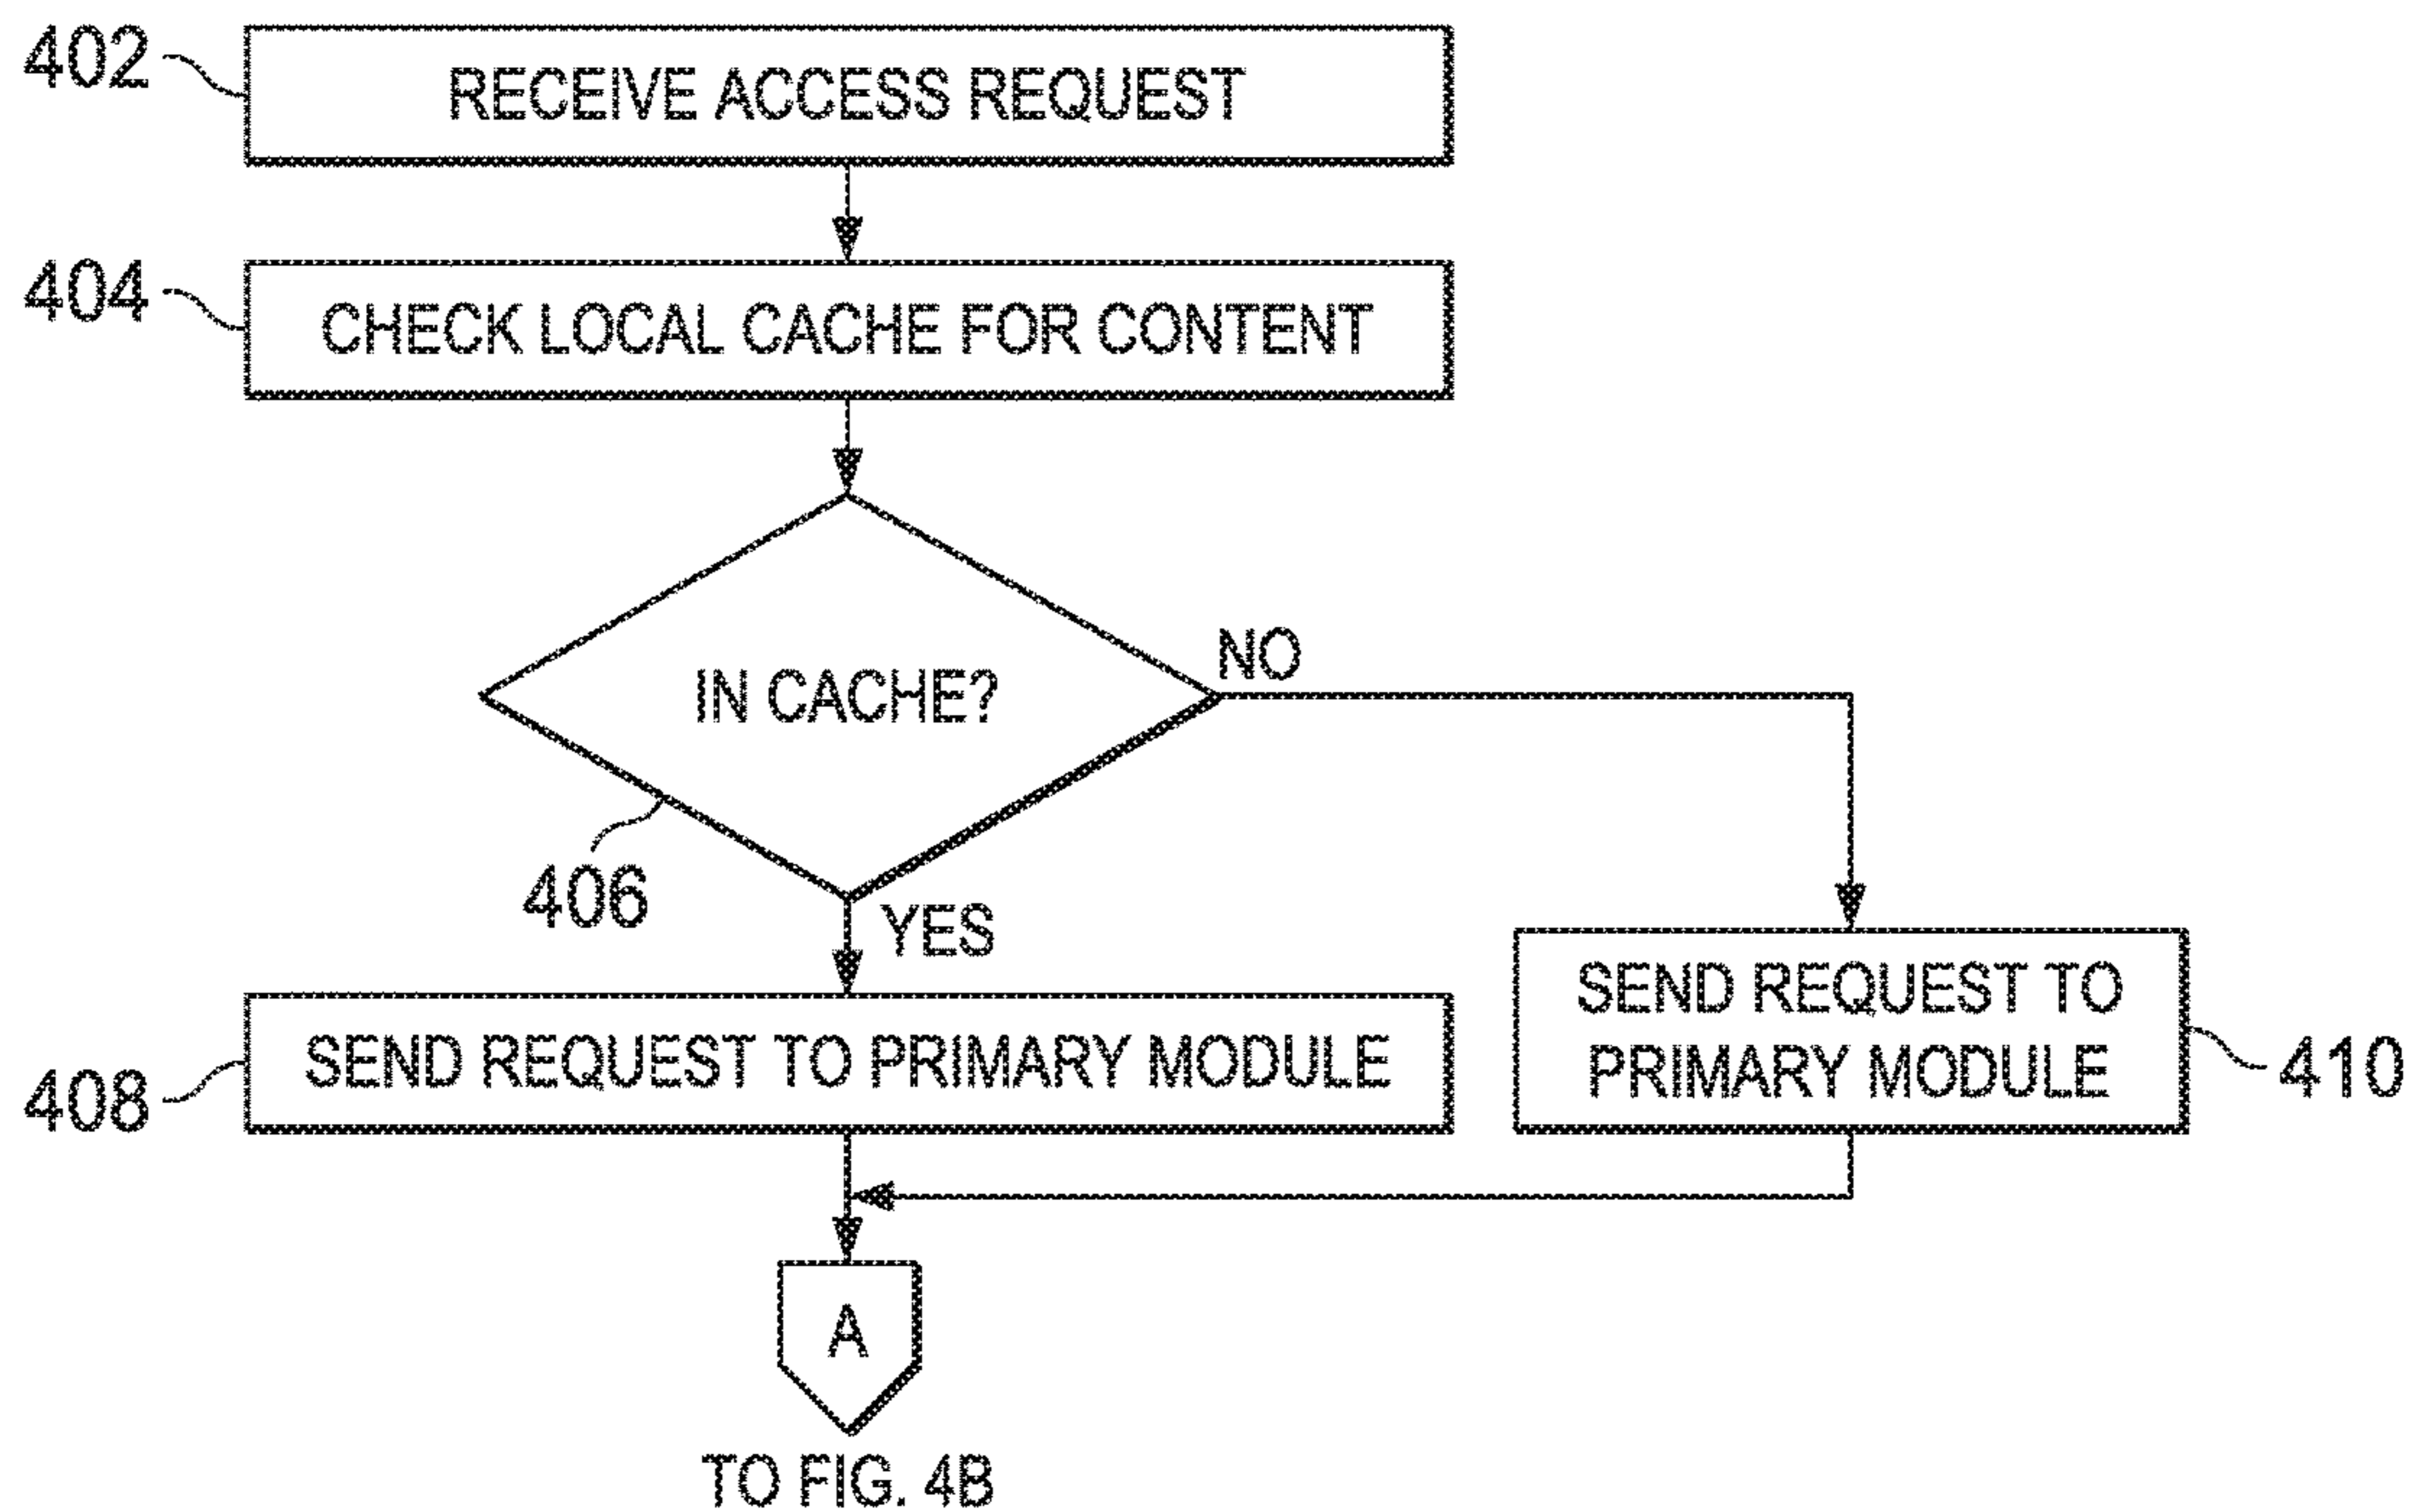 402
RECEIVE ACCESS REQUEST
404
CHECK LOCAL CACHE FOR CONTENT
IN CACHE?
NO
406
YES
408
SEND REQUEST TO PRIMARY MODULE
SEND REQUEST TO
PRIMARY MODULE
410
A
TO FIG. 4B